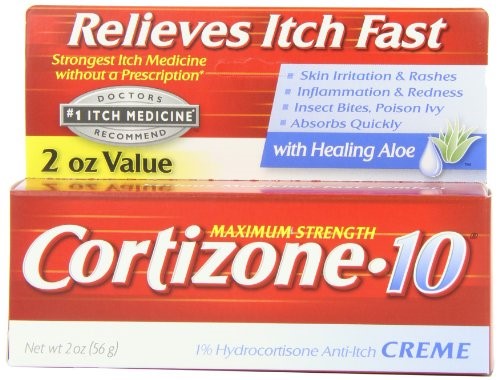 Relieves Itch Fast
Strongest Itch Medicine
without a Prescription*
DOCTORS
#1 ITCH MEDICINE*
RECOMMEND
2 oz Value
• Skin Irritation & Rashes
• Inflammation & Redness
• Insect Bites, Poison Ivy
• Absorbs Quickly
with Healing Aloe
MAXIMUM STRENGTH
Cortizone•10
Net wt 2 oz (56 g)
1% Hydrocortisone Anti-Itch CREME